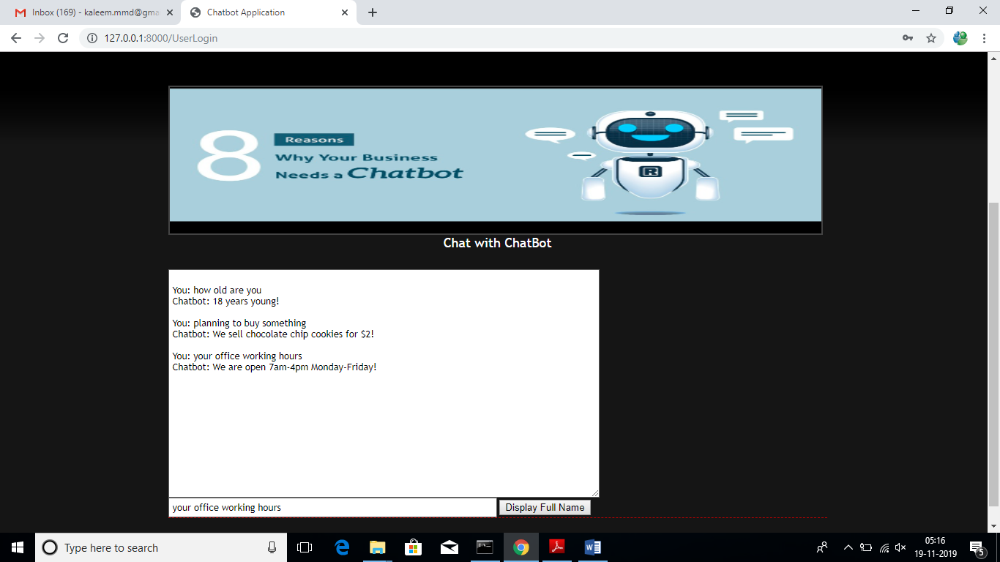 Inbox (169) - kaleem.mmd@gma
Chatbot Application
127.0.0.1:8000/UserLogin
8
Reasons
Why Your Business
Needs a Chatbot
R
Chat with ChatBot
You: how old are you
Chatbot: 18 years young!
You: planning to buy something
Chatbot: We sell chocolate chip cookies for $2!
You: your office working hours
Chatbot: We are open 7am-4pm Monday-Friday!
your office working hours
Display Full Name
Type here to search
05:16
19-11-2019
5